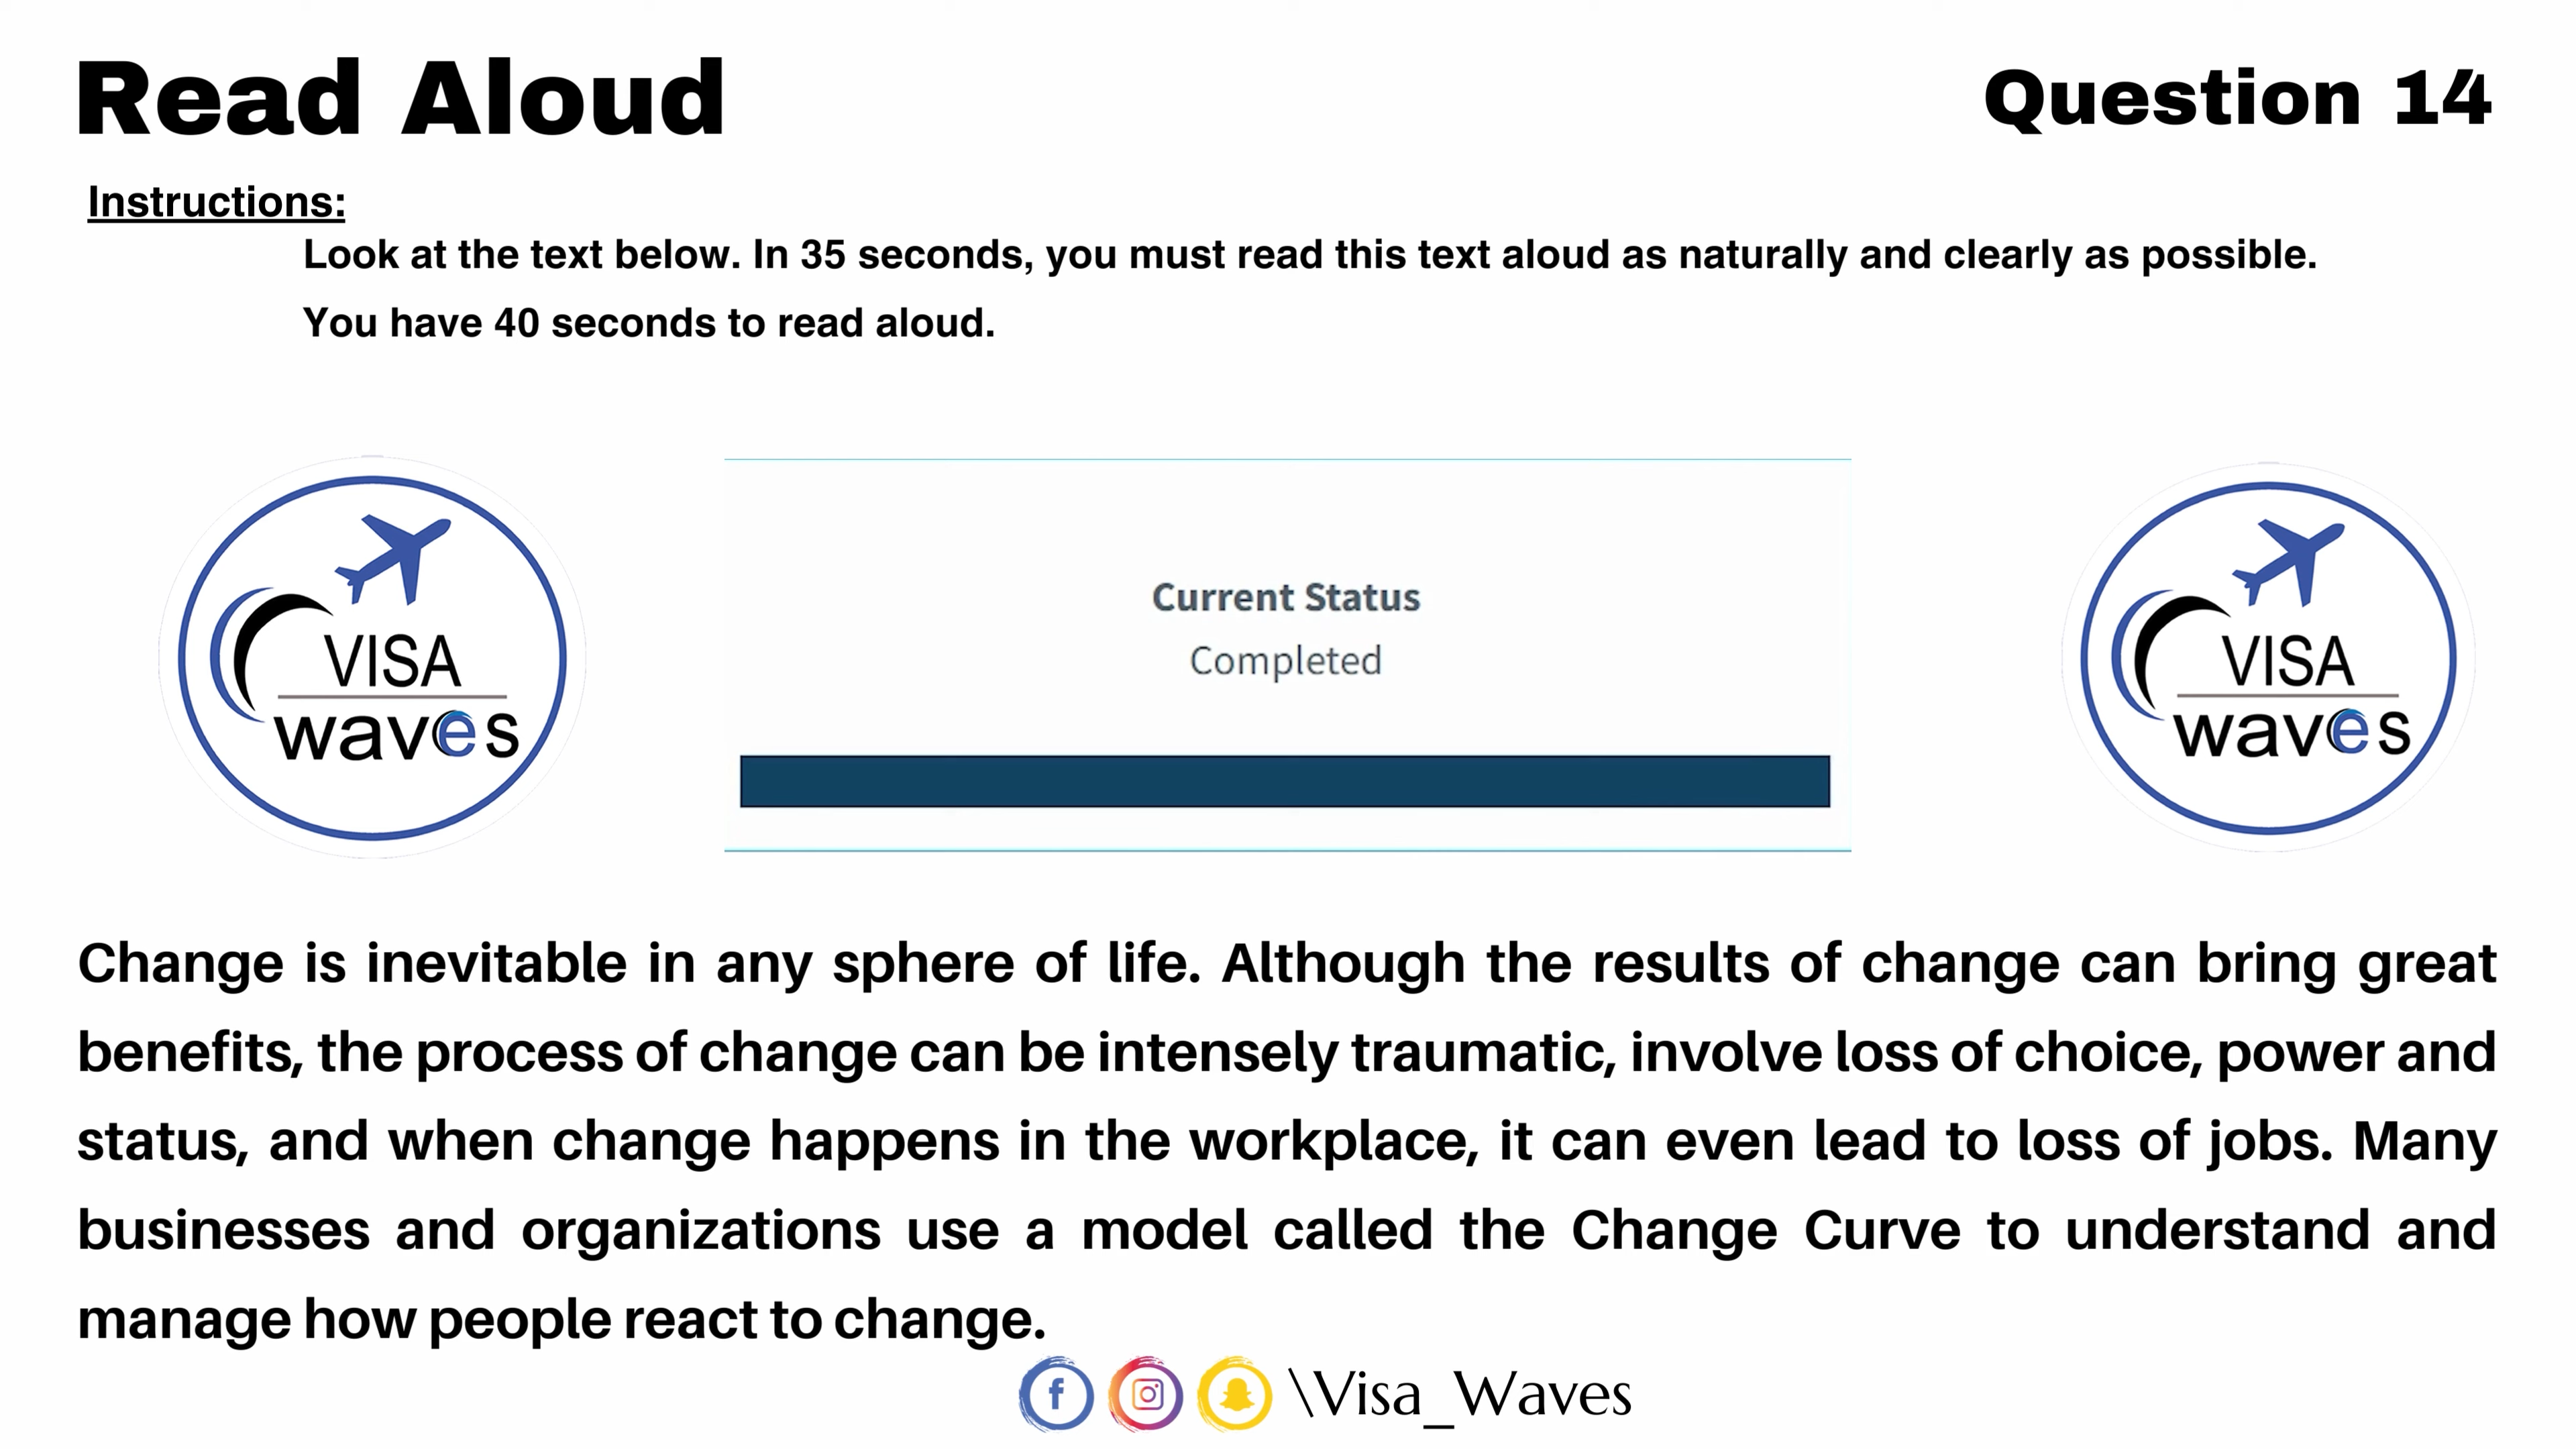 Read Aloud
Question 14
Instructions:
Look at the text below. In 35 seconds, you must read this text aloud as naturally and clearly as possible.
You have 40 seconds to read aloud.
VISA
waves
Current Status
Completed
VISA
waves
Change is inevitable in any sphere of life. Although the results of change can bring great
benefits, the process of change can be intensely traumatic, involve loss of choice, power and
status, and when change happens in the workplace, it can even lead to loss of jobs. Many
businesses and organizations use a model called the Change Curve to understand and
manage how people react to change.
\Visa_Waves